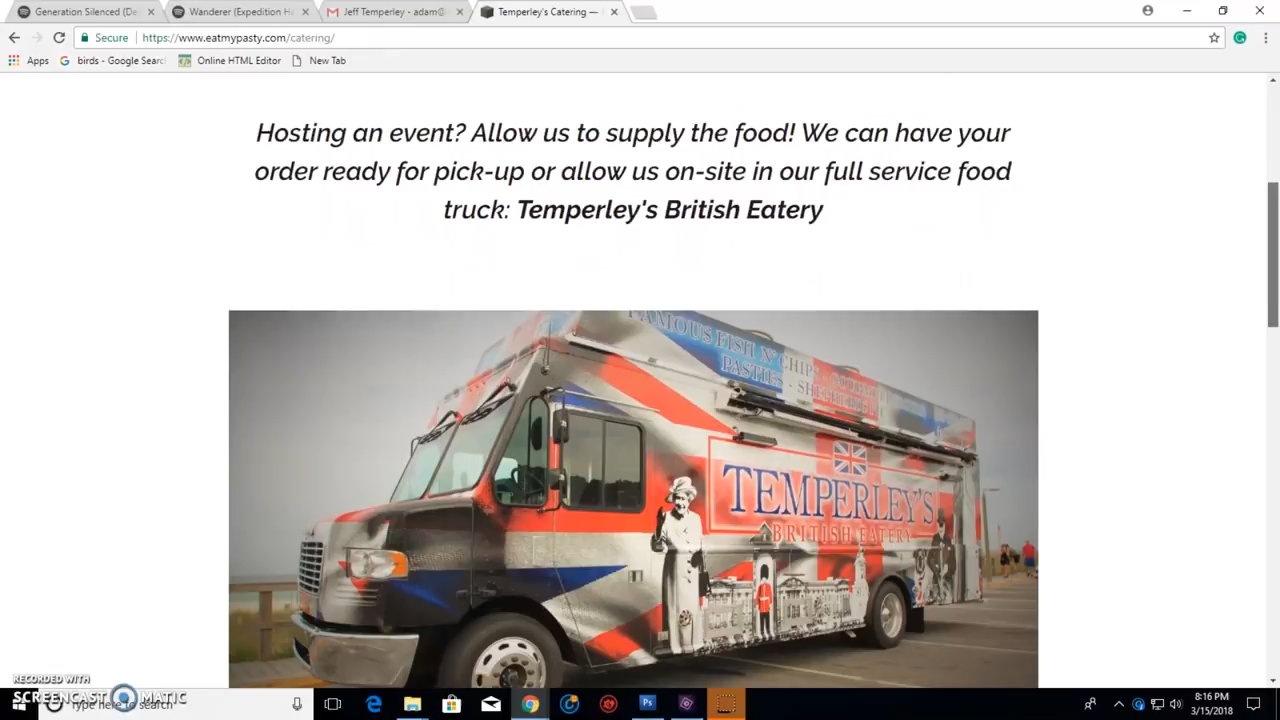 Generation Silenced (De
Wanderer (Expedition Ha
Jeff Temperley - adam@
Temperley's Catering —
Secure
https://www.eatmypasty.com/catering/
Apps
birds - Google Searc
Online HTML Editor
New Tab
Hosting an event? Allow us to supply the food! We can have your
order ready for pick-up or allow us on-site in our full service food
truck: Temperley's British Eatery
FAMOUS FISH N' CHIPS
PASTIES - SHEPHERD'S
TEMPERLEY'S
BRITISH EATERY
RECORDED WITH
SCREENCAST MATIC
Type here to search
8:16 PM
3/15/2018